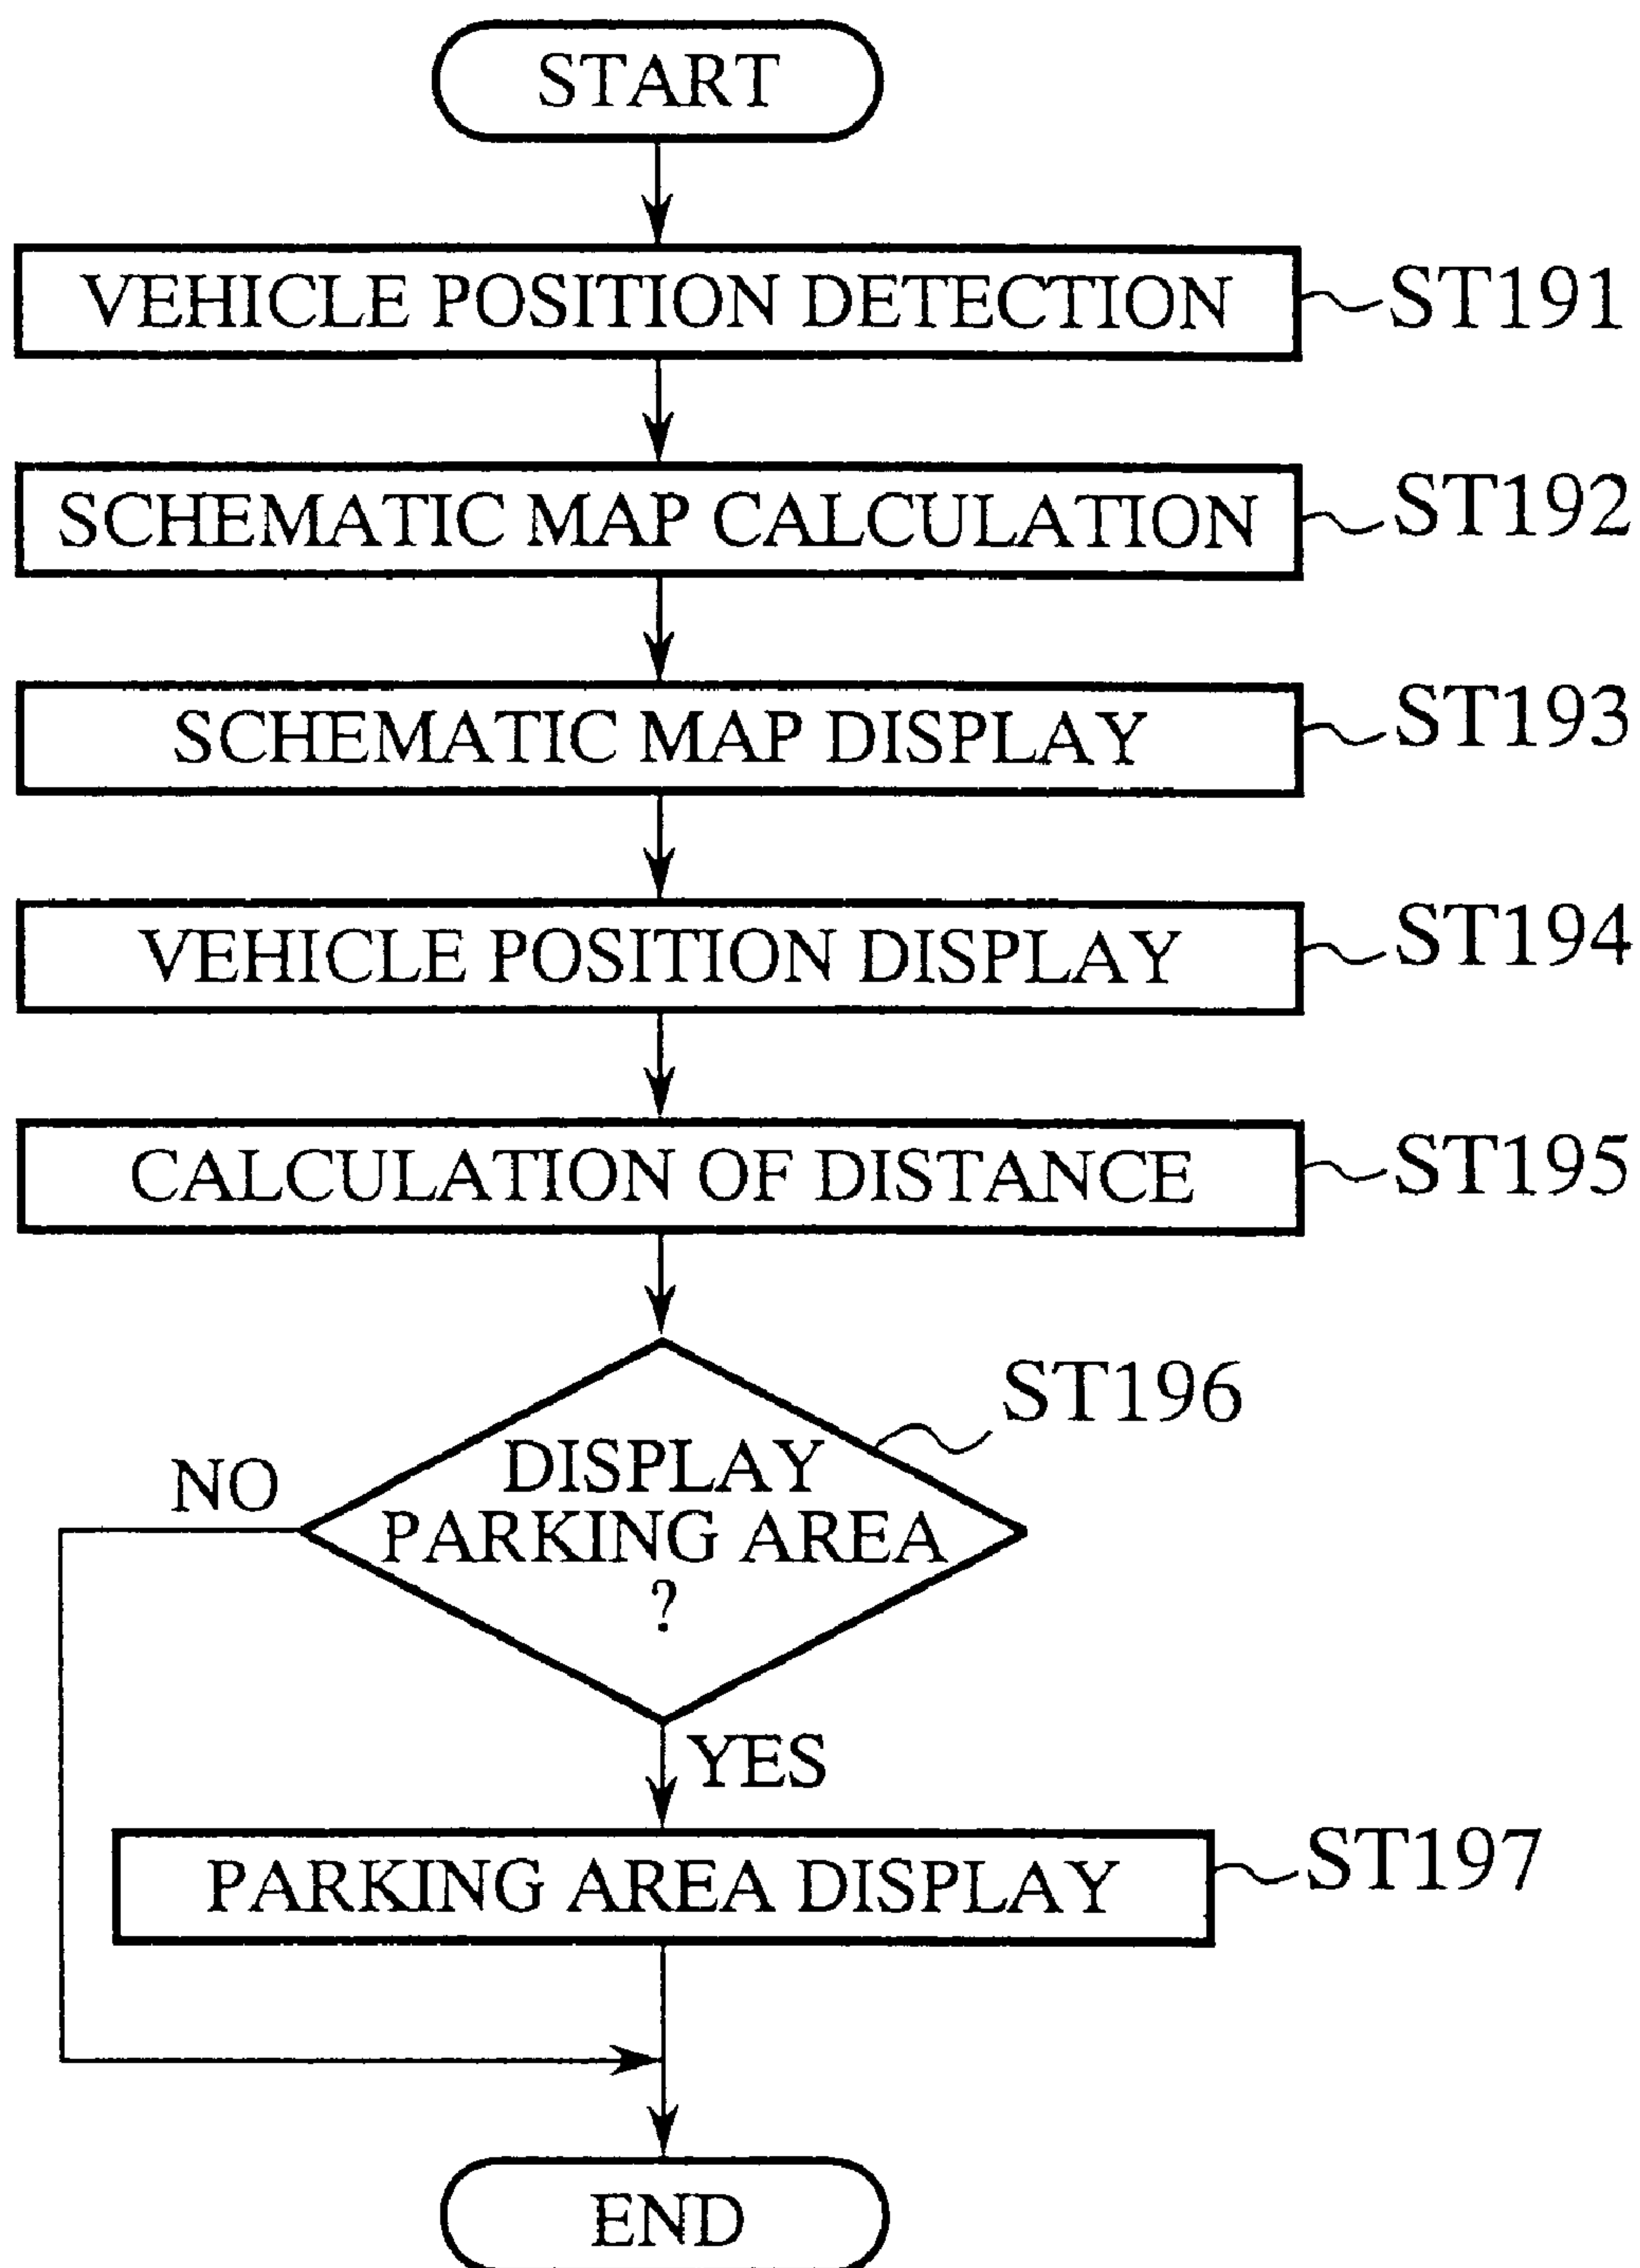 START
VEHICLE POSITION DETECTION
ST191
SCHEMATIC MAP CALCULATION
ST192
SCHEMATIC MAP DISPLAY
ST193
VEHICLE POSITION DISPLAY
ST194
CALCULATION OF DISTANCE
ST195
ST196
DISPLAY
PARKING AREA
?
NO
YES
PARKING AREA DISPLAY
ST197
END